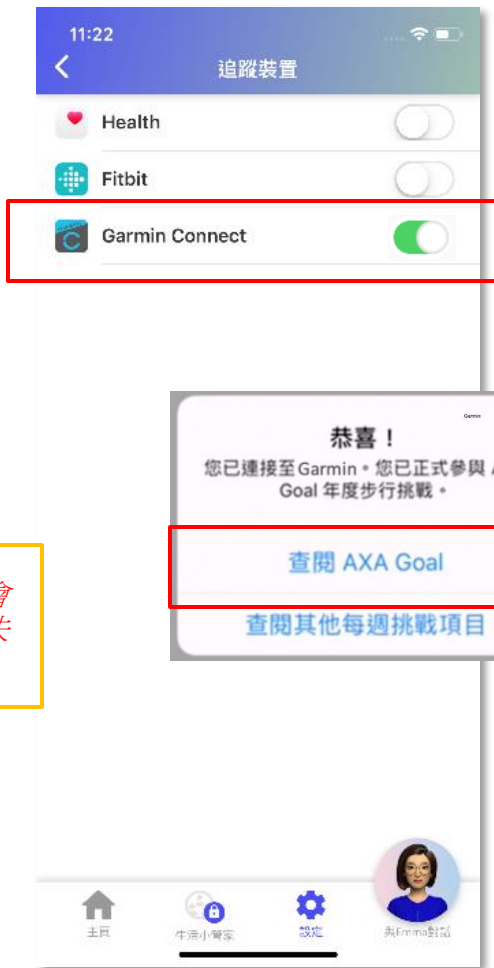 11:22
追蹤裝置
Health
Fitbit
Garmin Connect
Garmin
恭喜！
您已連接至Garmin。您已正式參與 A
Goal 年度步行挑戰。
查閱 AXA Goal
查閱其他每週挑戰項目
會
失
主頁
生活小管家
設定
與Emma對話